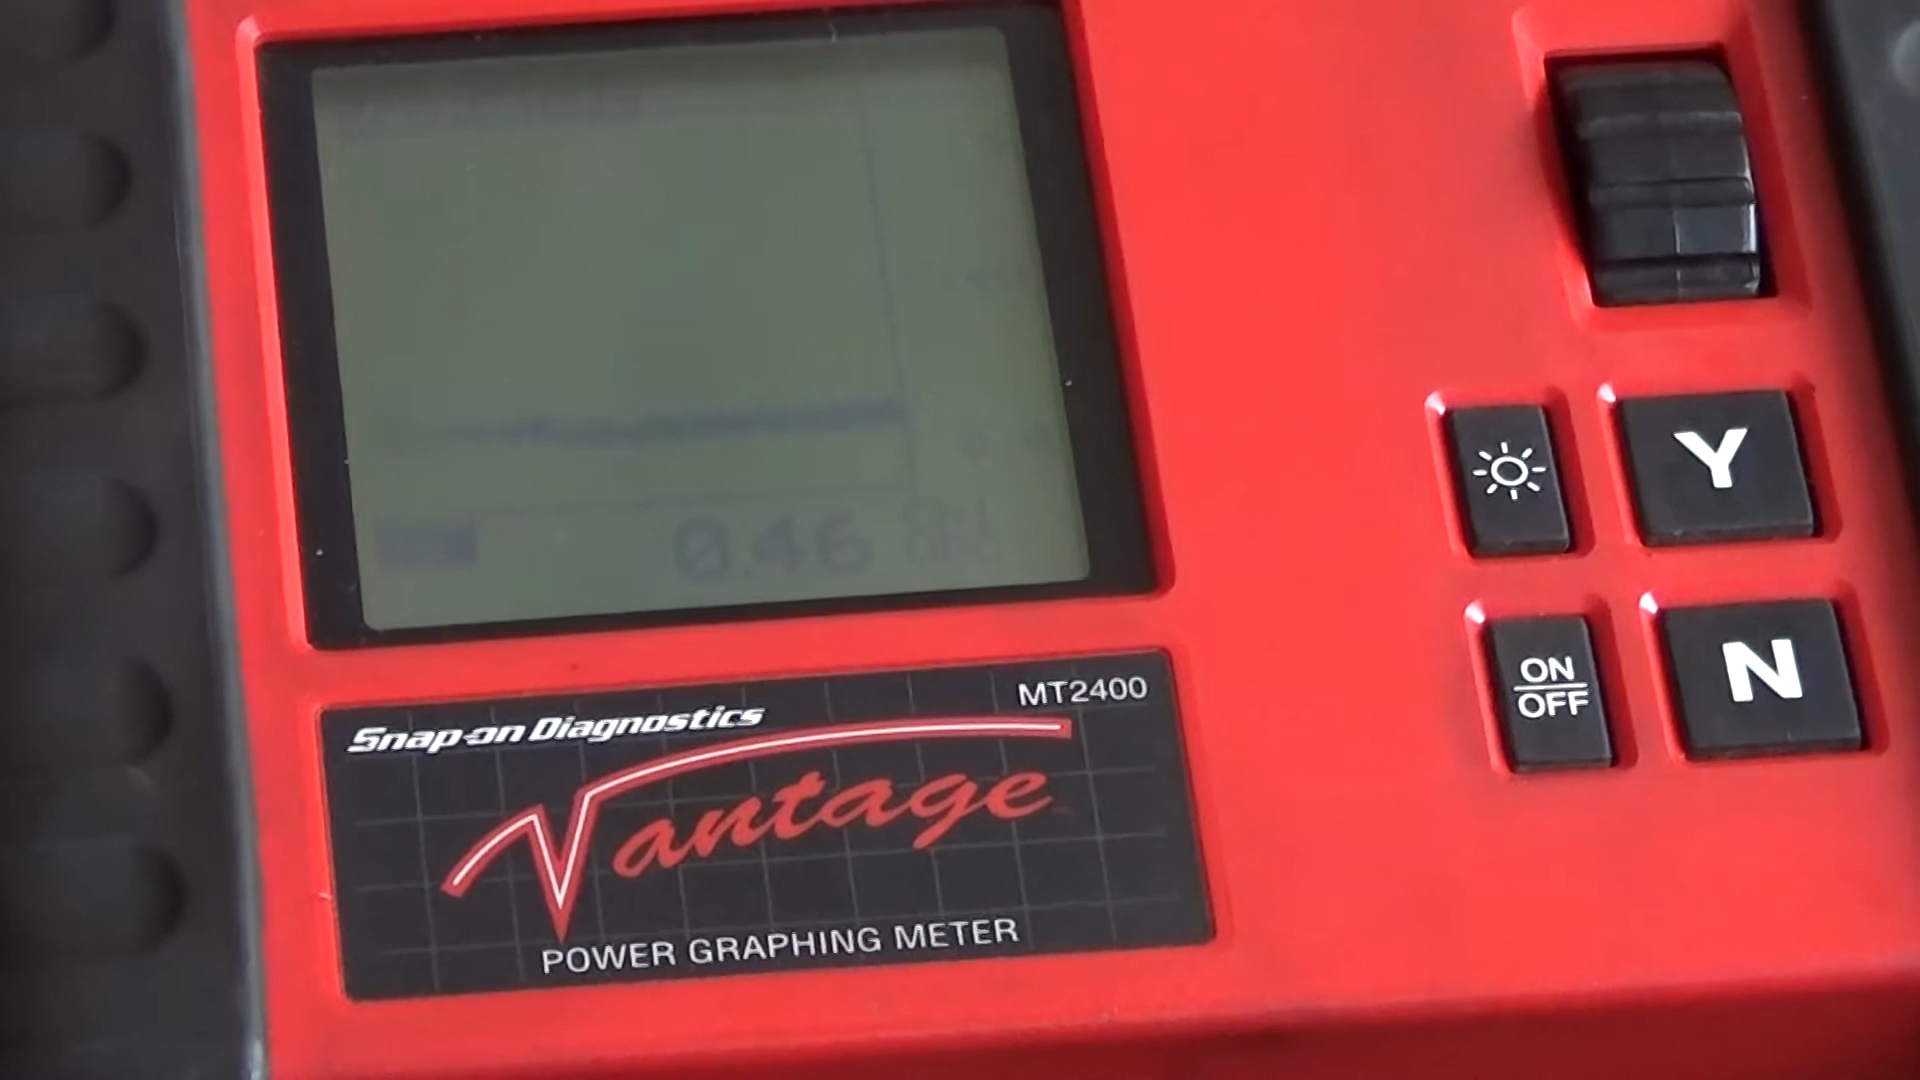 0.46
Snap-on Diagnostics
MT2400
Vantage
POWER GRAPHING METER
Y
ON
OFF
N